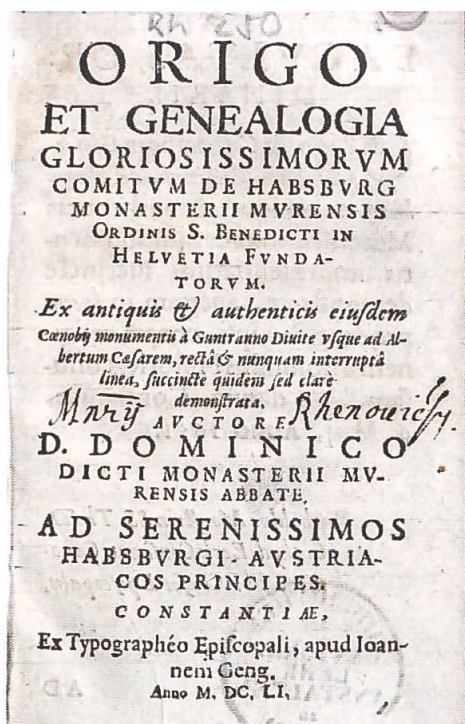 Rh 250
ORIGO
ET GENEALOGIA
GLORIOSISSIMORVM
COMITVM DE HABSBVRG
MONASTERII MVRENSIS
ORDINIS S. BENEDICTI IN
HELVETIA FVNDA-
TORVM.
Ex antiquis & authenticis eiusdem
Cœnobij monumentis à Guntranno Diuite vsque ad Al-
bertum Cæsarem, rectâ & nunquam interruptâ
linea, succinctè quidem sed clarè
demonstrata,
AVCTORE
D. DOMINICO
DICTI MONASTERII MV-
RENSIS ABBATE,
AD SERENISSIMOS
HABSBVRGI-AVSTRIA-
COS PRINCIPES.
CONSTANTIAE,
Ex Typographéo Episcopali, apud Ioan-
nem Geng.
Anno M. DC. LI.